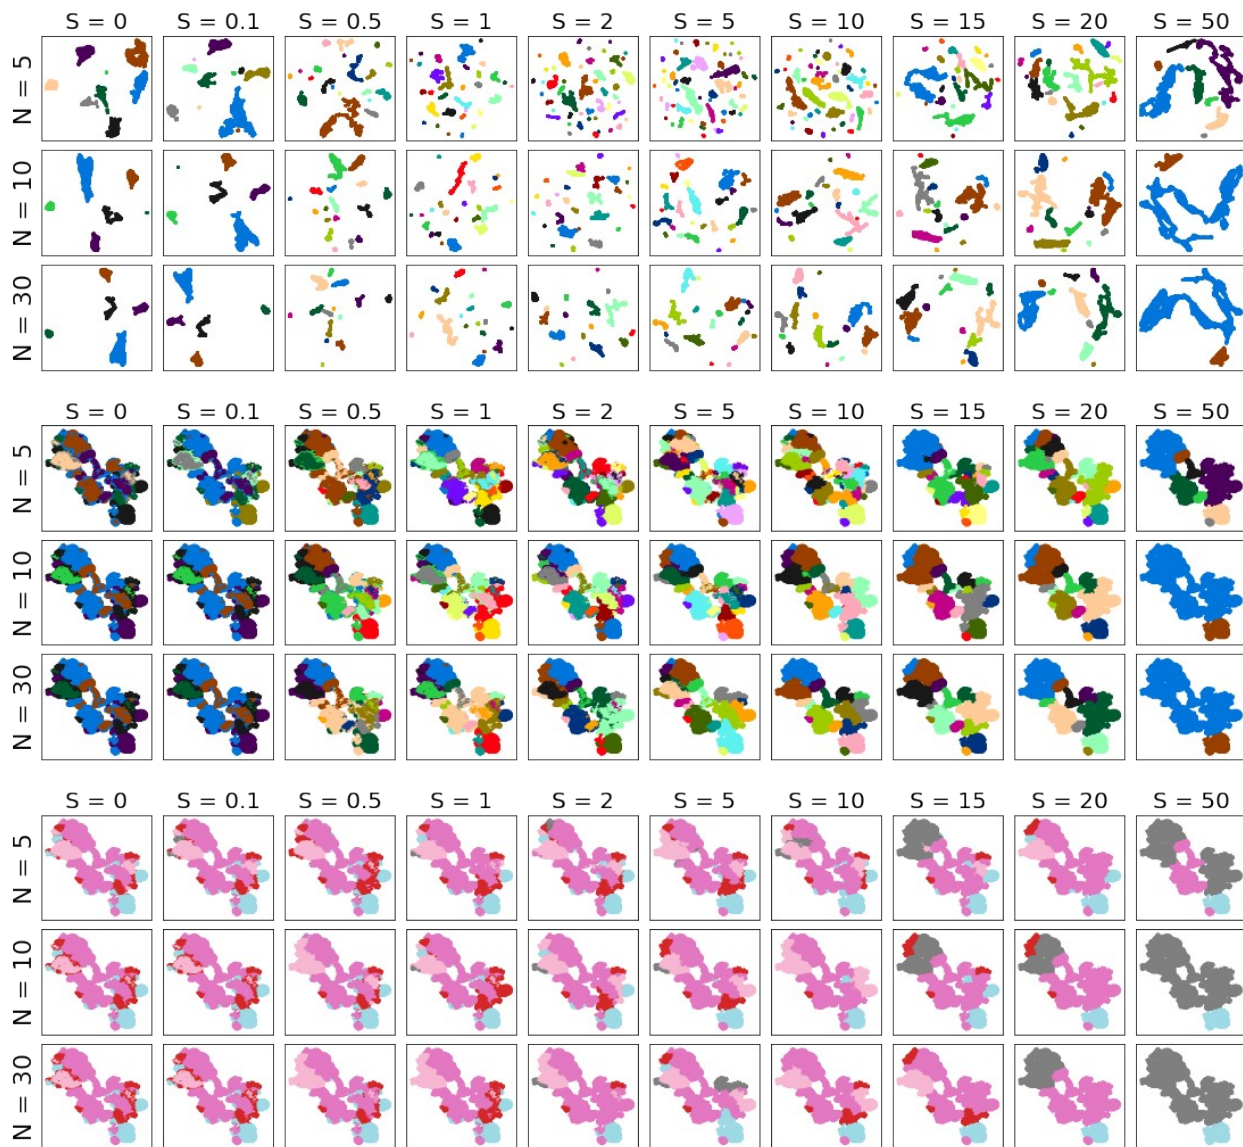 S = 0 S = 0.1 S = 0.5 S = 1 S = 2 S = 5 S = 10 S = 15 S = 20 S = 50
N = 5
N = 10
N = 30
S = 0 S = 0.1 S = 0.5 S = 1 S = 2 S = 5 S = 10 S = 15 S = 20 S = 50
N = 5
N = 10
N = 30
S = 0 S = 0.1 S = 0.5 S = 1 S = 2 S = 5 S = 10 S = 15 S = 20 S = 50
N = 5
N = 10
N = 30